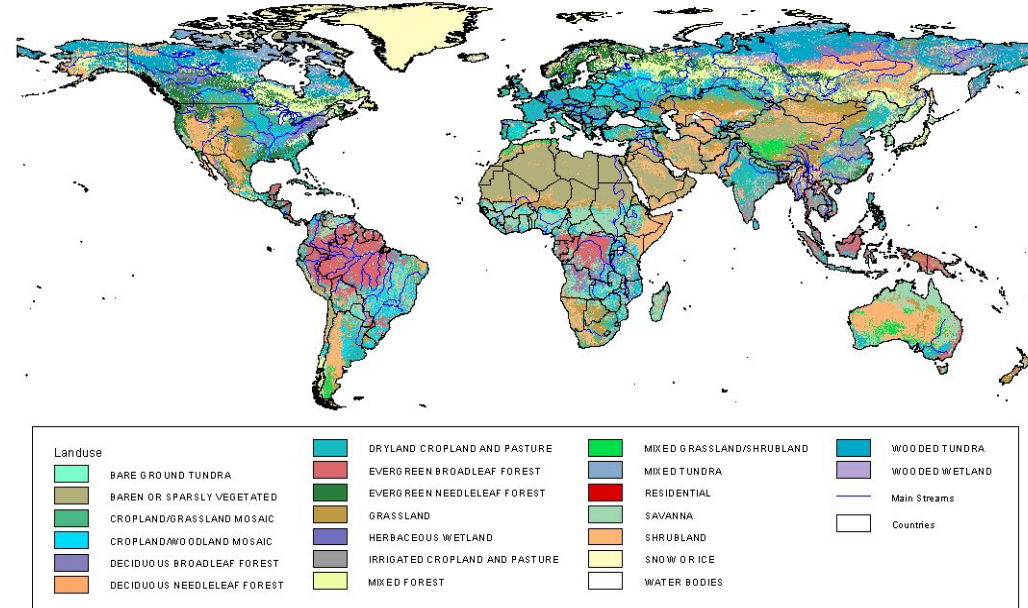 Landuse
BARE GROUND TUNDRA
BAREN OR SPARSLY VEGETATED
CROPLAND/GRASSLAND MOSAIC
CROPLAND/WOODLAND MOSAIC
DECIDUOUS BROADLEAF FOREST
DECIDUOUS NEEDLELEAF FOREST
DRYLAND CROPLAND AND PASTURE
EVERGREEN BROADLEAF FOREST
EVERGREEN NEEDLELEAF FOREST
GRASSLAND
HERBACEOUS WETLAND
IRRIGATED CROPLAND AND PASTURE
MIXED FOREST
MIXED GRASSLAND/SHRUBLAND
MIXED TUNDRA
RESIDENTIAL
SAVANNA
SHRUBLAND
SNOW OR ICE
WATER BODIES
WOODED TUNDRA
WOODED WETLAND
Main Streams
Countries